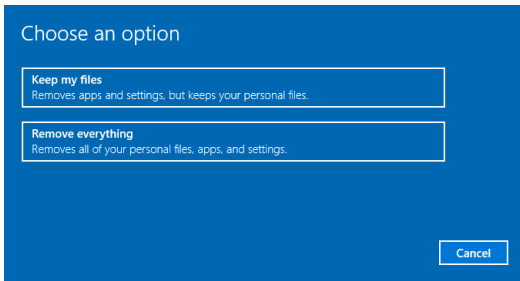 Choose an option
Keep my files
Removes apps and settings, but keeps your personal files.
Remove everything
Removes all of your personal files, apps, and settings.
Cancel